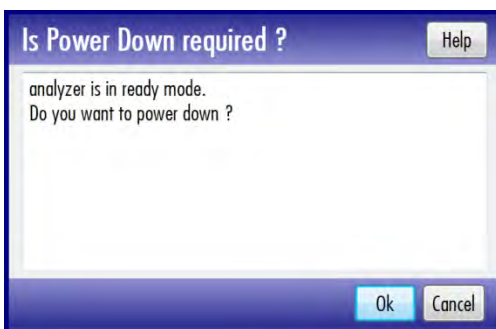 Is Power Down required ?
Help
analyzer is in ready mode.
Do you want to power down ?
Ok
Cancel